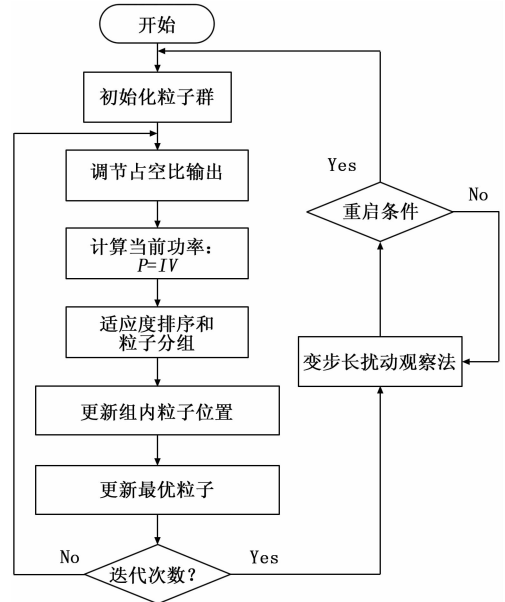 开始
初始化粒子群
调节占空比输出
计算当前功率:
P=IV
适应度排序和
粒子分组
更新组内粒子位置
更新最优粒子
迭代次数?
No
Yes
变步长扰动观察法
重启条件
Yes
No